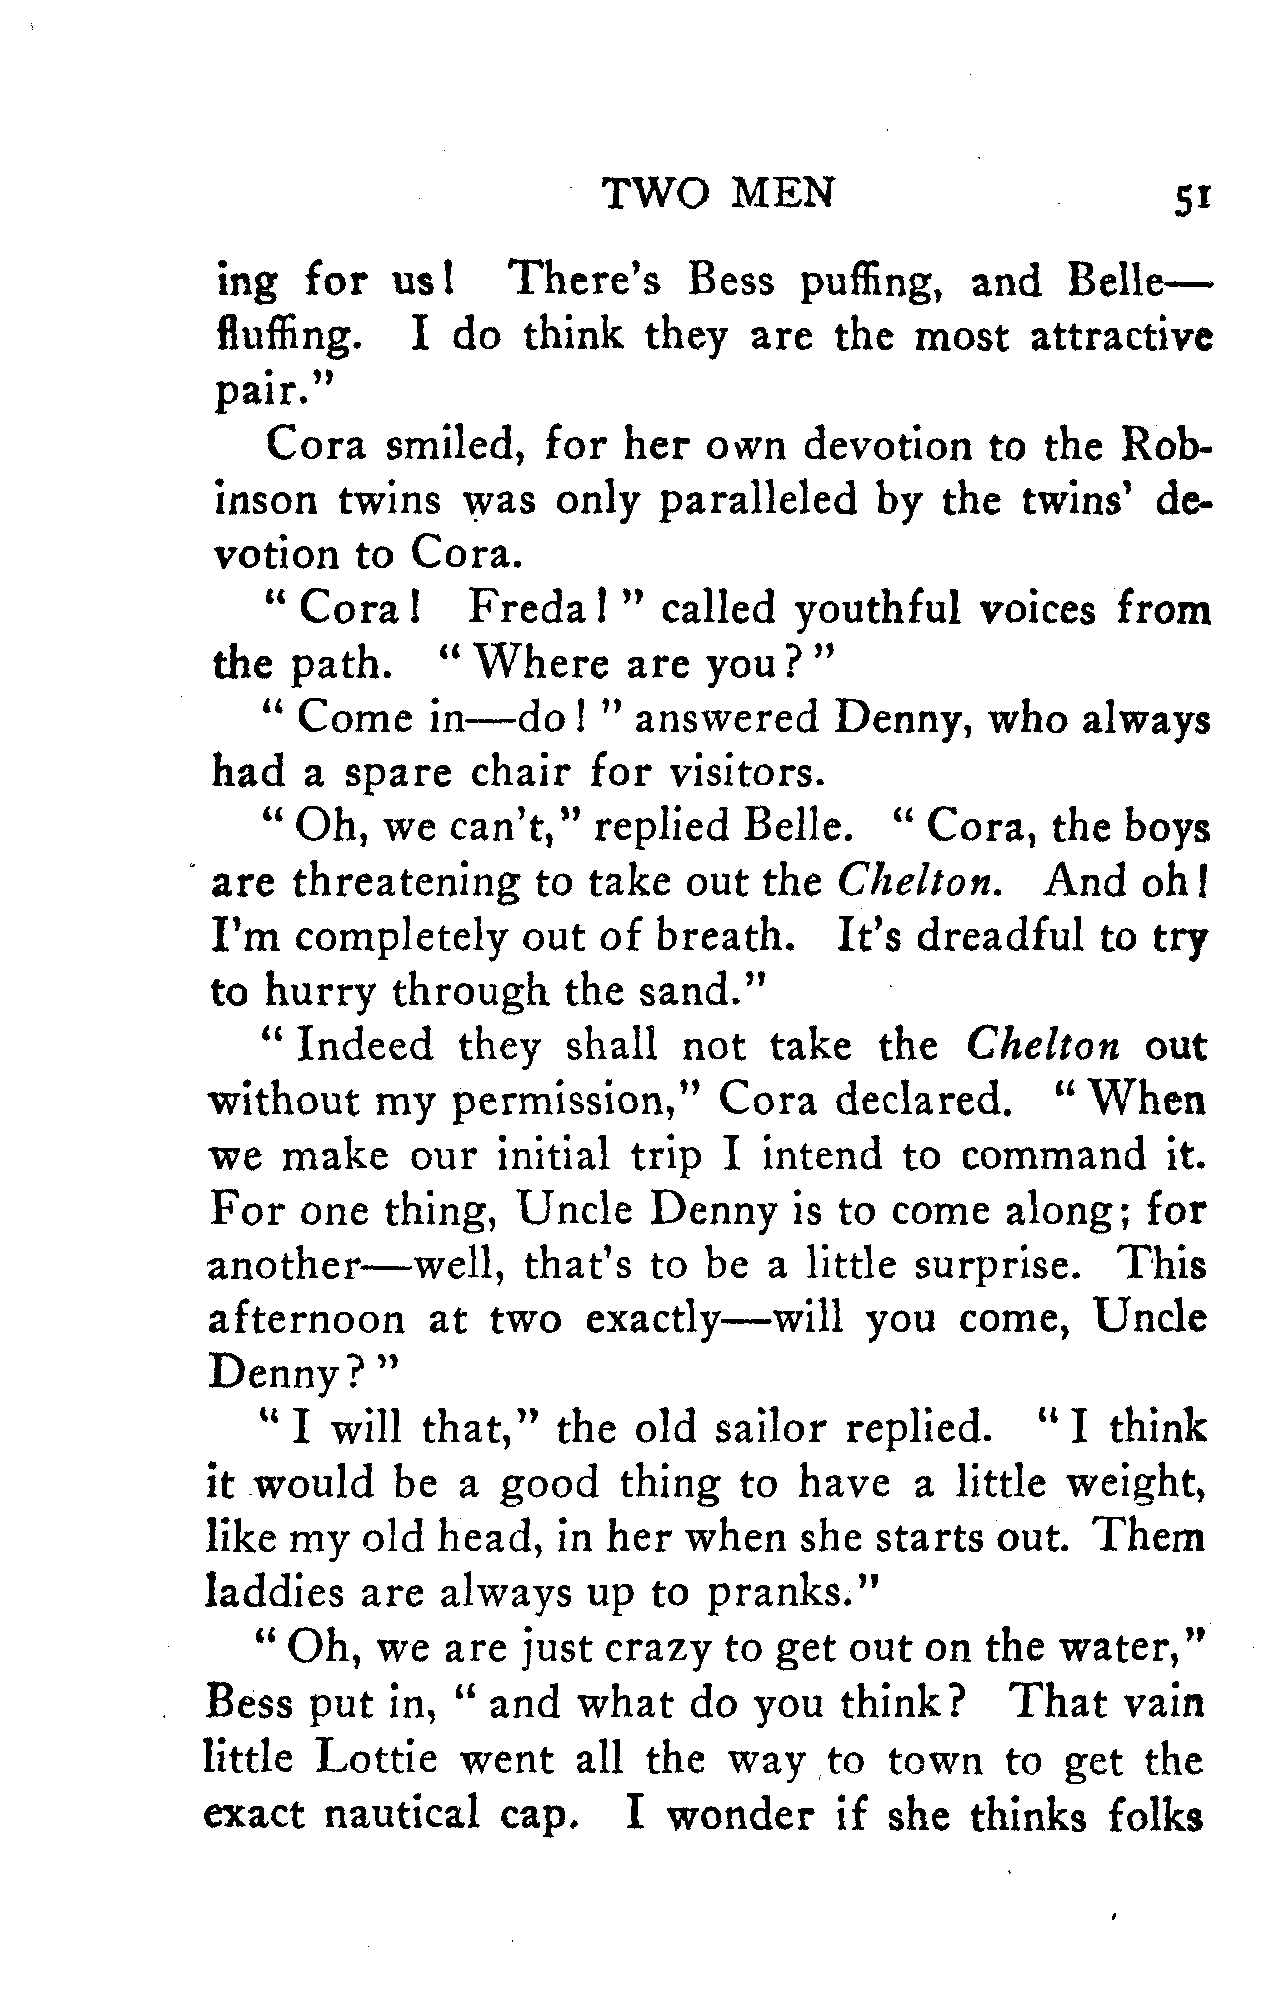 TWO MEN 51
ing for us! There's Bess puffing, and Belle—
fluffing. I do think they are the most attractive
pair."
Cora smiled, for her own devotion to the Rob-
inson twins was only paralleled by the twins' de-
votion to Cora.
" Cora! Freda! " called youthful voices from
the path. " Where are you? "
" Come in—do! " answered Denny, who always
had a spare chair for visitors.
" Oh, we can't," replied Belle. " Cora, the boys
are threatening to take out the Chelton. And oh!
I'm completely out of breath. It's dreadful to try
to hurry through the sand."
" Indeed they shall not take the Chelton out
without my permission," Cora declared. " When
we make our initial trip I intend to command it.
For one thing, Uncle Denny is to come along; for
another—well, that's to be a little surprise. This
afternoon at two exactly—will you come, Uncle
Denny? "
" I will that," the old sailor replied. " I think
it would be a good thing to have a little weight,
like my old head, in her when she starts out. Them
laddies are always up to pranks."
" Oh, we are just crazy to get out on the water,"
Bess put in, " and what do you think? That vain
little Lottie went all the way to town to get the
exact nautical cap. I wonder if she thinks folks